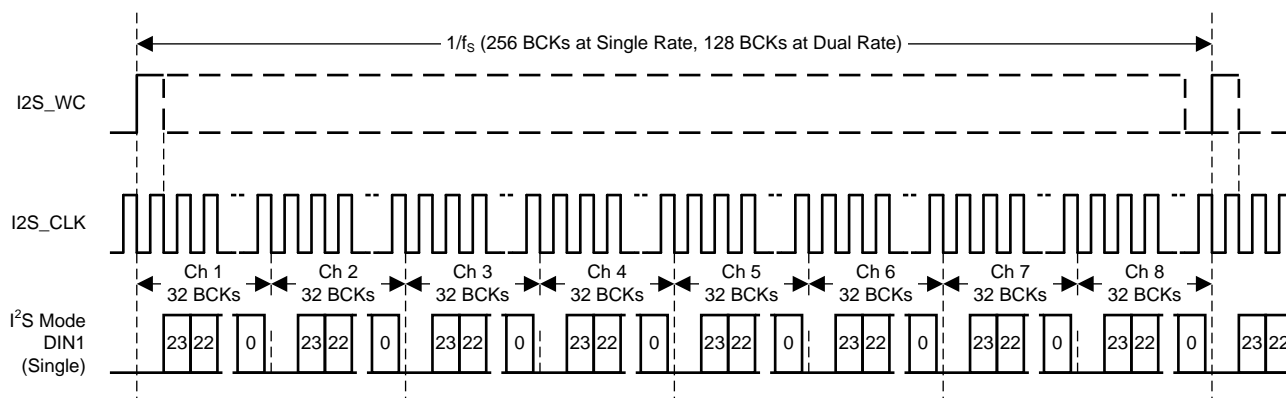 1/fS (256 BCKs at Single Rate, 128 BCKs at Dual Rate)
I2S_WC
I2S_CLK
Ch 1 Ch 2 Ch 3 Ch 4 Ch 5 Ch 6 Ch 7 Ch 8
32 BCKs 32 BCKs 32 BCKs 32 BCKs 32 BCKs 32 BCKs 32 BCKs 32 BCKs
I²S Mode
DIN1
(Single)
23 22 0 23 22 0 23 22 0 23 22 0 23 22 0 23 22 0 23 22 0 23 22 0 23 22